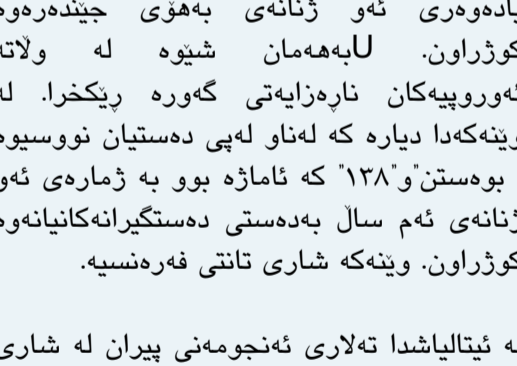 یادەوەری ئەو ژنانەی بەهۆی جێندەرەوە
کوژراون. Uبەهەمان شێوە لە وڵاتە
ئەوروپیەکان ناڕەزایەتی گەورە ڕێکخرا. لە
وێنەکەدا دیارە کە لەناو لەپی دەستیان نووسیوە
بوەستن"و"١٣٨" کە ئاماژە بوو بە ژمارەی ئەو
ژنانەی ئەم ساڵ بەدەستی دەستگیرانەکانیانەوە
کوژراون. وێنەکە شاری تانتی فەرەنسیە.
لە ئیتالیاشدا تەلاری ئەنجومەنی پیران لە شاری